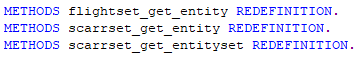 METHODS flightset_get_entity REDEFINITION.
METHODS scarrset_get_entity REDEFINITION.
METHODS scarrset_get_entityset REDEFINITION.